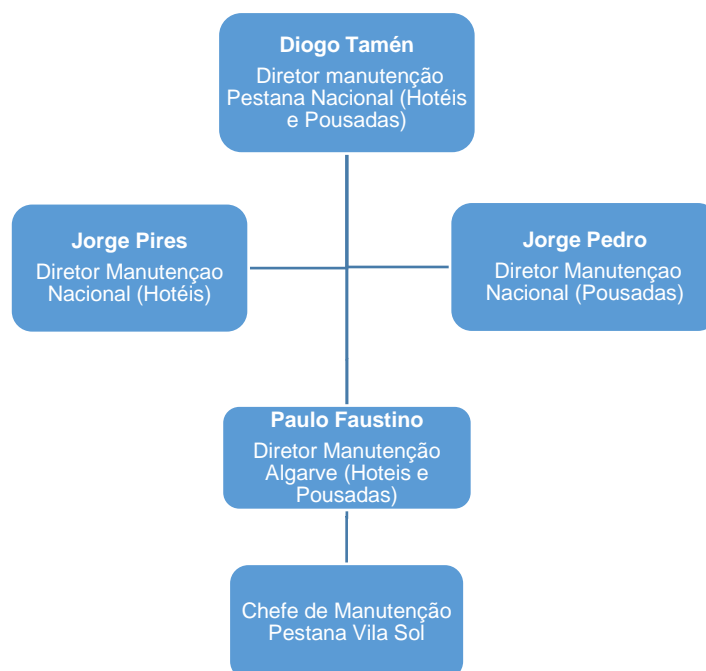 Diogo Tamén
Diretor manutenção
Pestana Nacional (Hotéis
e Pousadas)
Jorge Pires
Diretor Manutençao
Nacional (Hotéis)
Jorge Pedro
Diretor Manutençao
Nacional (Pousadas)
Paulo Faustino
Diretor Manutenção
Algarve (Hoteis e
Pousadas)
Chefe de Manutenção
Pestana Vila Sol